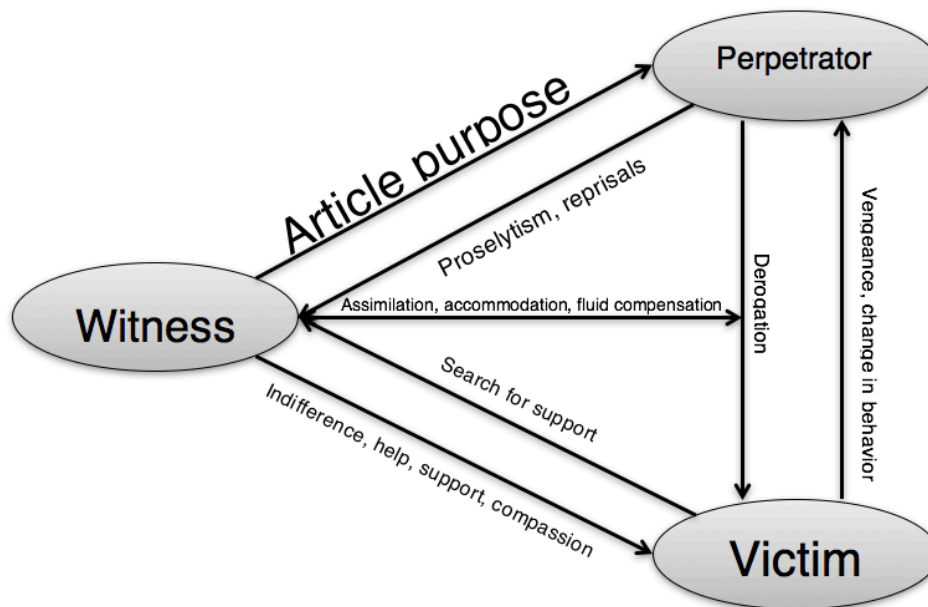 Perpetrator
Article purpose
Proselytism, reprisals
Vengeance, change in behavior
Derogation
Assimilation, accommodation, fluid compensation
Witness
Search for support
Indifference, help, support, compassion
Victim